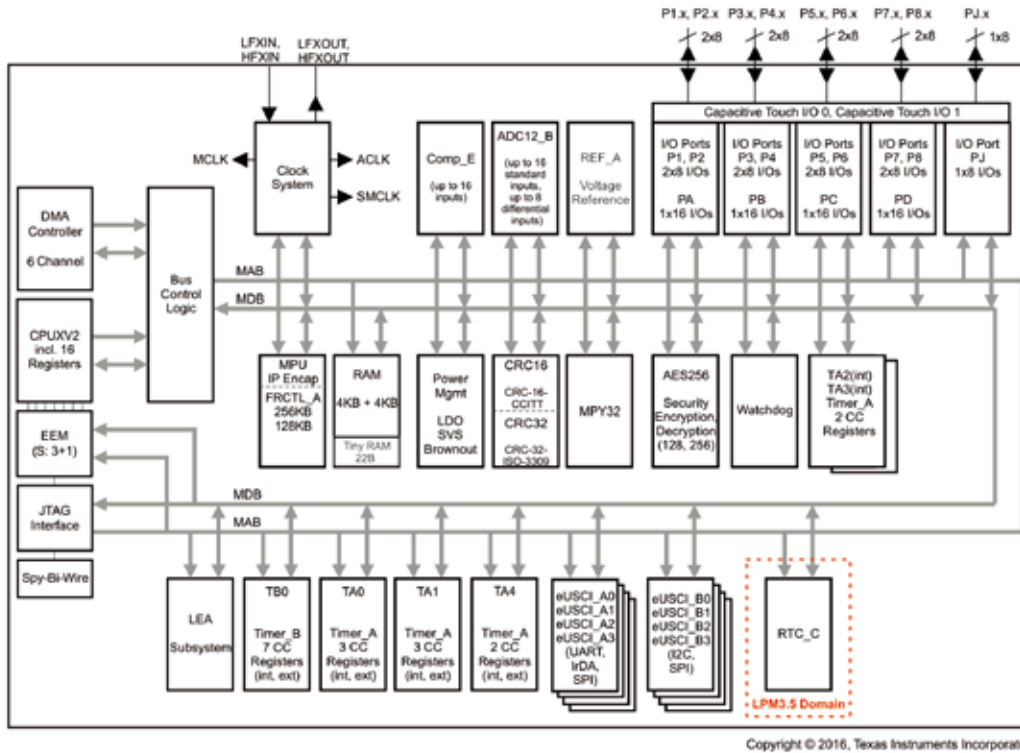 P1.x, P2.x
P3.x, P4.x
P5.x, P6.x
P7.x, P8.x
PJ.x
2x8
2x8
2x8
2x8
1x8
LFXIN,
HFXIN
LFXOUT,
HFXOUT
MCLK
Clock
System
ACLK
SMCLK
Comp_E
(up to 16
inputs)
ADC12_B
(up to 16
standard
inputs,
up to 8
differential
inputs)
REF_A
Voltage
Reference
Capacitive Touch I/O 0, Capacitive Touch I/O 1
I/O Ports
P1, P2
2x8 I/Os
PA
1x16 I/Os
I/O Ports
P3, P4
2x8 I/Os
PB
1x16 I/Os
I/O Ports
P5, P6
2x8 I/Os
PC
1x16 I/Os
I/O Ports
P7, P8
2x8 I/Os
PD
1x16 I/Os
I/O Port
PJ
1x8 I/Os
DMA
Controller
6 Channel
Bus
Control
Logic
MAB
MDB
CPUXV2
incl. 16
Registers
EEM
(S: 3+1)
JTAG
Interface
Spy-Bi-Wire
MPU
IP Encap
FRCTL_A
256KB
128KB
RAM
4KB + 4KB
Tiny RAM
22B
Power
Mgmt
LDO
SVS
Brownout
CRC16
CRC-16-
CCITT
CRC32
CRC-32-
ISO-3309
MPY32
AES256
Security
Encryption,
Decryption
(128, 256)
Watchdog
TA2(int)
TA3(int)
Timer_A
2 CC
Registers
MDB
MAB
LEA
Subsystem
TB0
Timer_B
7 CC
Registers
(int, ext)
TA0
Timer_A
3 CC
Registers
(int, ext)
TA1
Timer_A
3 CC
Registers
(int, ext)
TA4
Timer_A
2 CC
Registers
(int, ext)
eUSCI_A0
eUSCI_A1
eUSCI_A2
eUSCI_A3
(UART,
IrDA,
SPI)
eUSCI_B0
eUSCI_B1
eUSCI_B2
eUSCI_B3
(I2C,
SPI)
RTC_C
LPM3.5 Domain
Copyright © 2016, Texas Instruments Incorporat